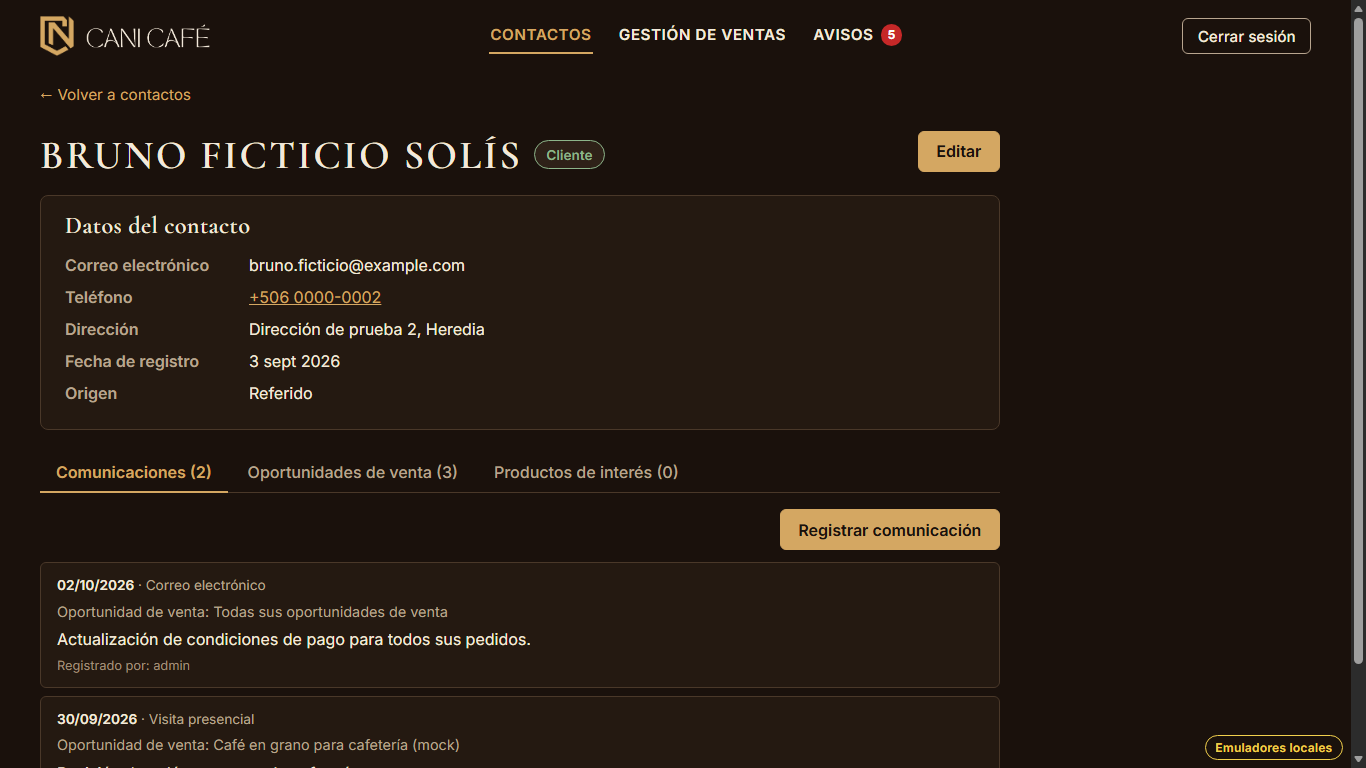 CANI CAFÉ
CONTACTOS GESTIÓN DE VENTAS AVISOS 5
Cerrar sesión
← Volver a contactos
BRUNO FICTICIO SOLÍS Cliente
Editar
Datos del contacto
Correo electrónico bruno.ficticio@example.com
Teléfono +506 0000-0002
Dirección Dirección de prueba 2, Heredia
Fecha de registro 3 sept 2026
Origen Referido
Comunicaciones (2) Oportunidades de venta (3) Productos de interés (0)
Registrar comunicación
02/10/2026 · Correo electrónico
Oportunidad de venta: Todas sus oportunidades de venta
Actualización de condiciones de pago para todos sus pedidos.
Registrado por: admin
30/09/2026 · Visita presencial
Oportunidad de venta: Café en grano para cafetería (mock)
Emuladores locales